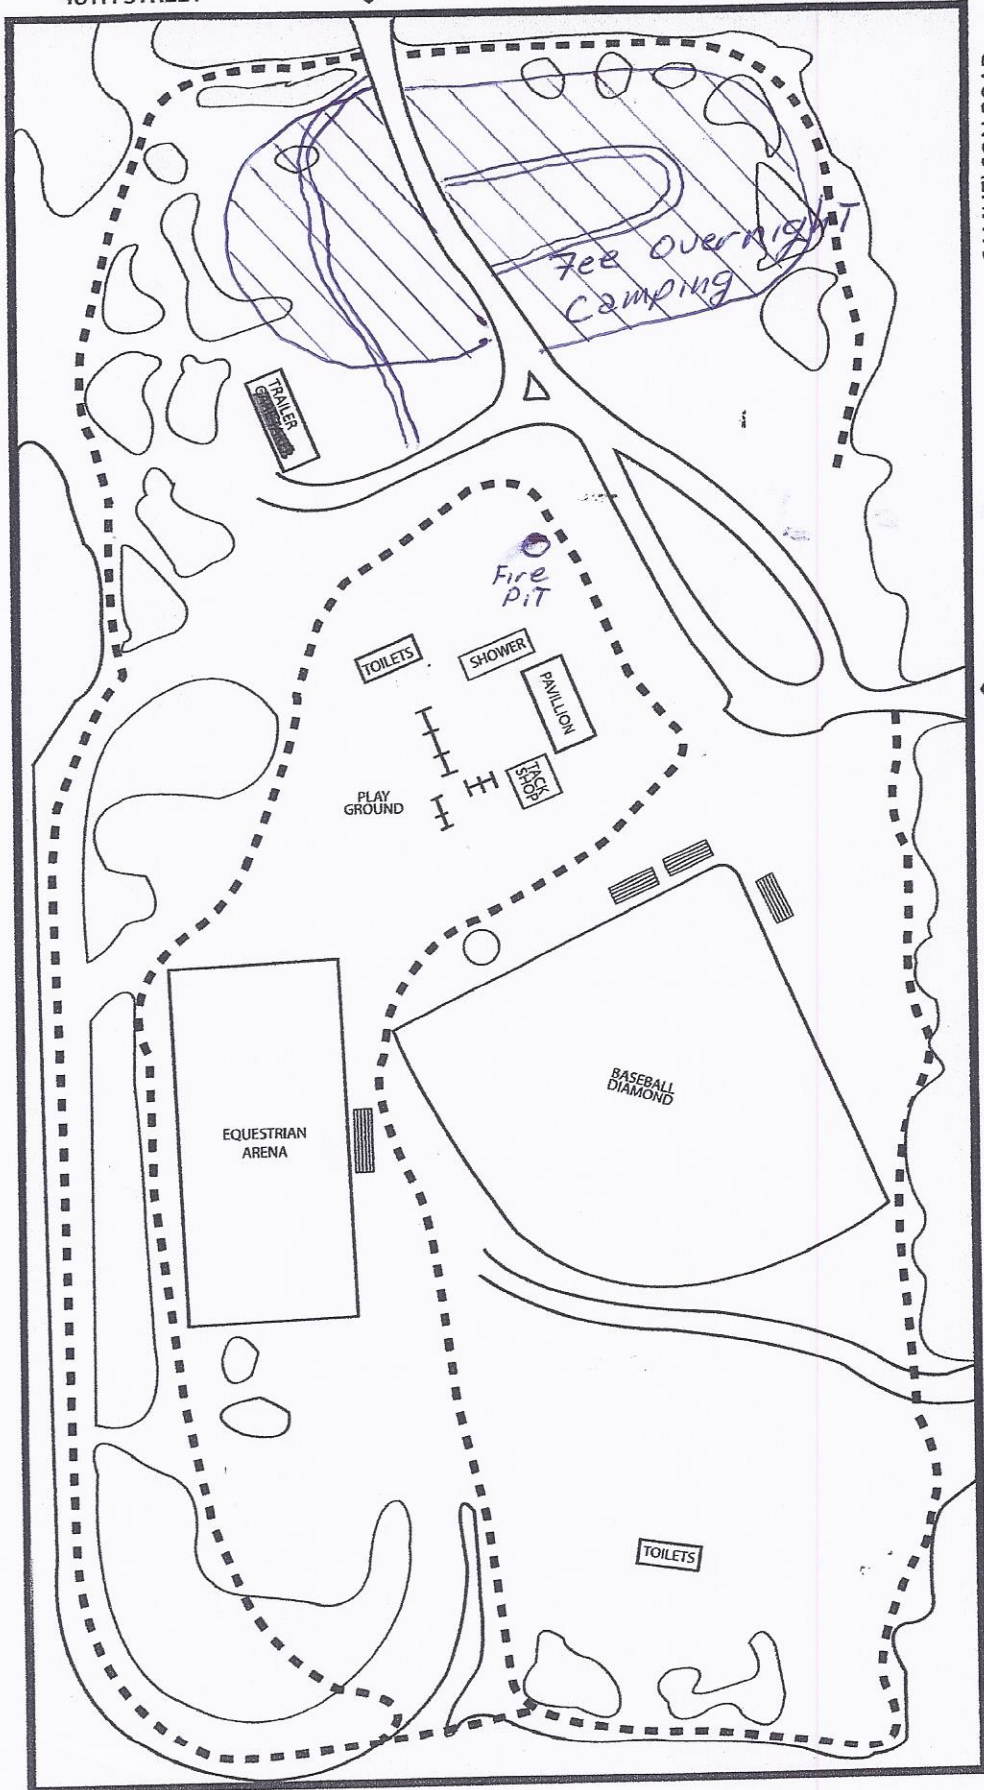 Fee Overnight
Camping
TRAILER
Fire
PiT
TOILETS
SHOWER
PAVILLION
TACK
SHOP
PLAY
GROUND
BASEBALL
DIAMOND
EQUESTRIAN
ARENA
TOILETS